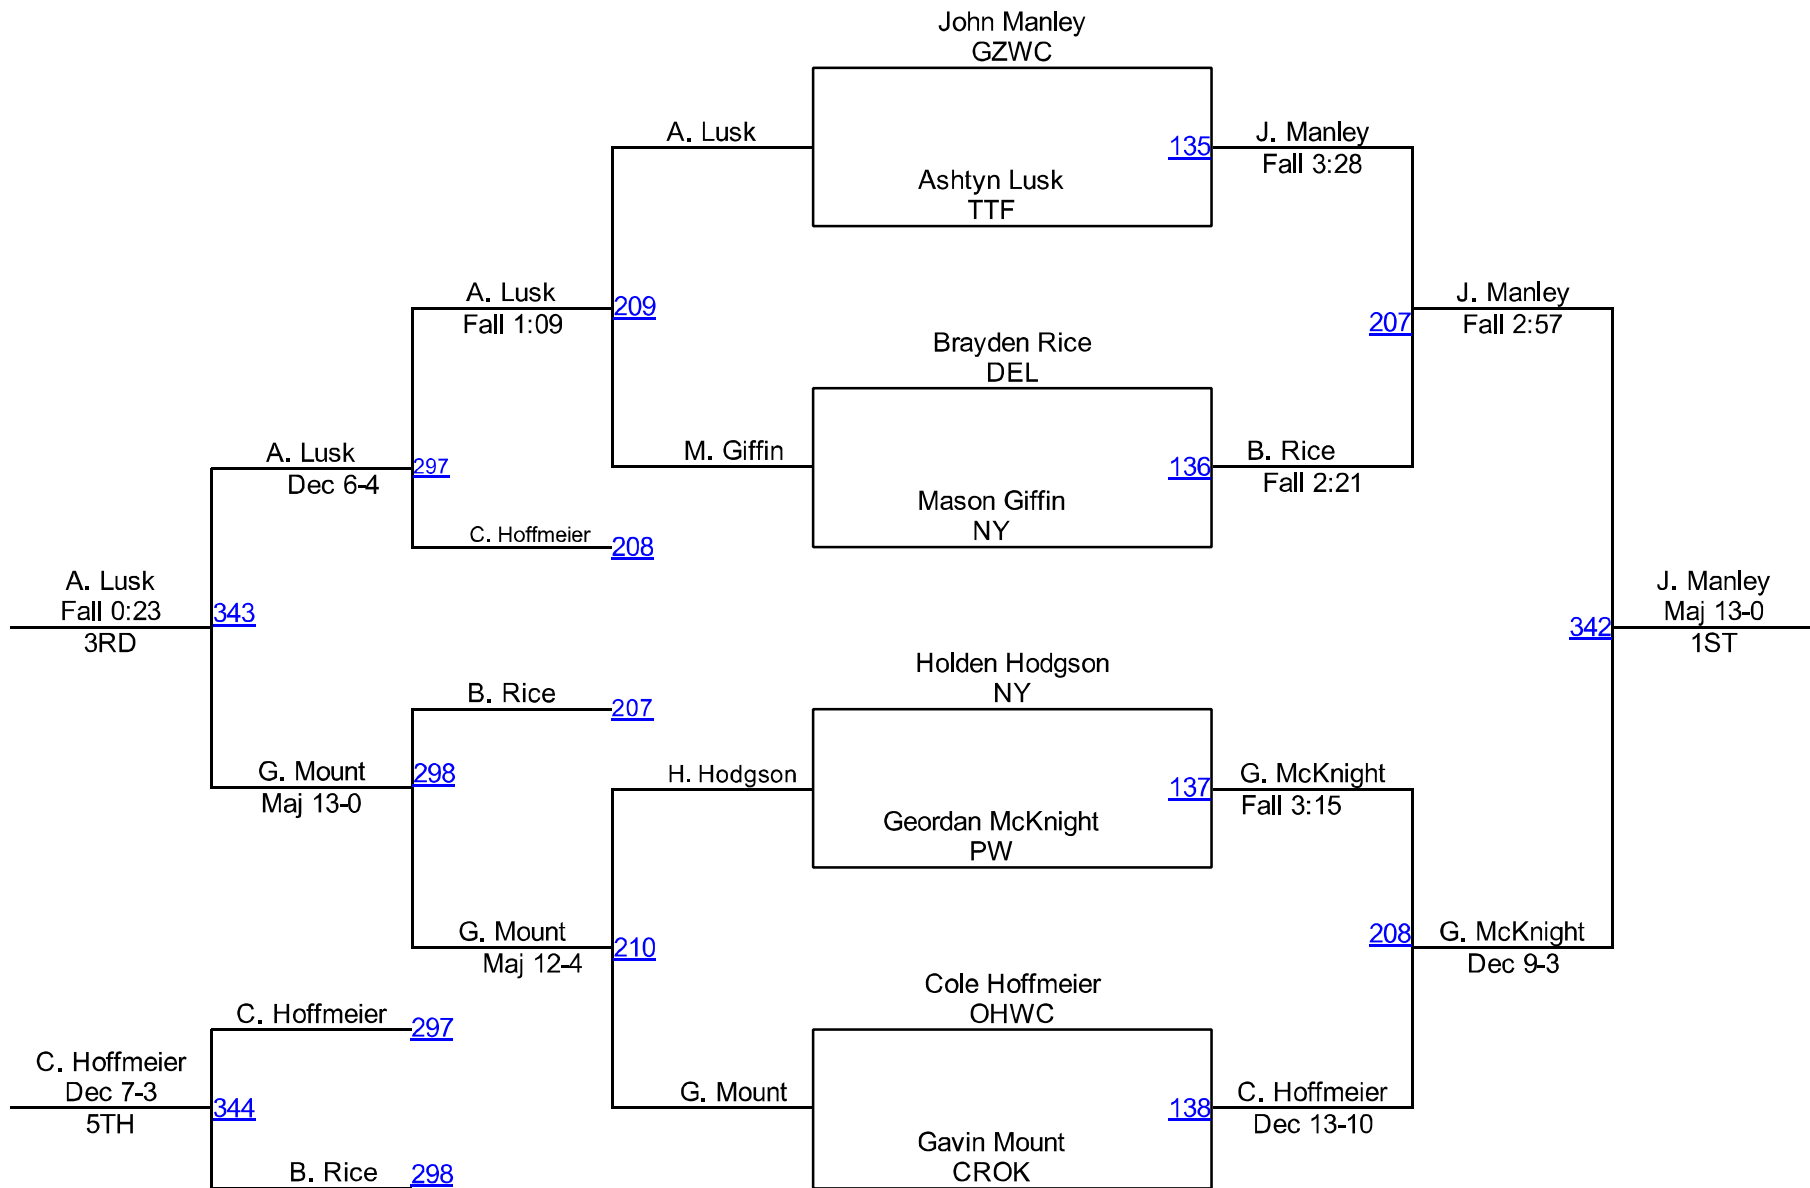 John Manley
GZWC
A. Lusk
135
J. Manley
Fall 3:28
Ashtyn Lusk
TTF
A. Lusk
Fall 1:09
209
J. Manley
Fall 2:57
207
Brayden Rice
DEL
A. Lusk
Dec 6-4
297
M. Giffin
136
B. Rice
Fall 2:21
Mason Giffin
NY
C. Hoffmeier
208
A. Lusk
Fall 0:23
3RD
343
J. Manley
Maj 13-0
1ST
342
Holden Hodgson
NY
B. Rice
207
G. Mount
Maj 13-0
298
H. Hodgson
137
G. McKnight
Fall 3:15
Geordan McKnight
PW
G. Mount
Maj 12-4
210
208
G. McKnight
Dec 9-3
Cole Hoffmeier
OHWC
C. Hoffmeier
297
C. Hoffmeier
Dec 7-3
5TH
344
G. Mount
138
C. Hoffmeier
Dec 13-10
Gavin Mount
CROK
B. Rice
298